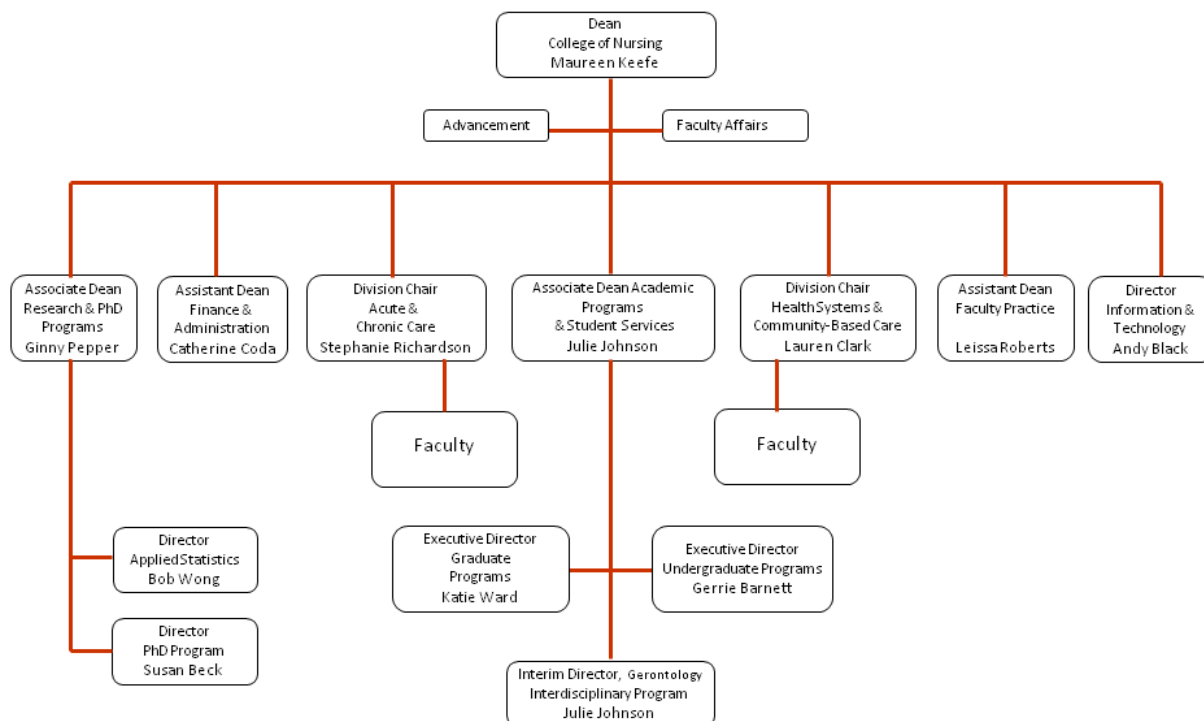 Dean
College of Nursing
Maureen Keefe
Advancement
Faculty Affairs
Associate Dean
Research & PhD
Programs
Ginny Pepper
Assistant Dean
Finance &
Administration
Catherine Coda
Division Chair
Acute &
Chronic Care
Stephanie Richardson
Associate Dean Academic
Programs
& Student Services
Julie Johnson
Division Chair
Health Systems &
Community-Based Care
Lauren Clark
Assistant Dean
Faculty Practice
Leissa Roberts
Director
Information &
Technology
Andy Black
Faculty
Faculty
Director
Applied Statistics
Bob Wong
Executive Director
Graduate
Programs
Katie Ward
Executive Director
Undergraduate Programs
Gerrie Barnett
Director
PhD Program
Susan Beck
Interim Director, Gerontology
Interdisciplinary Program
Julie Johnson